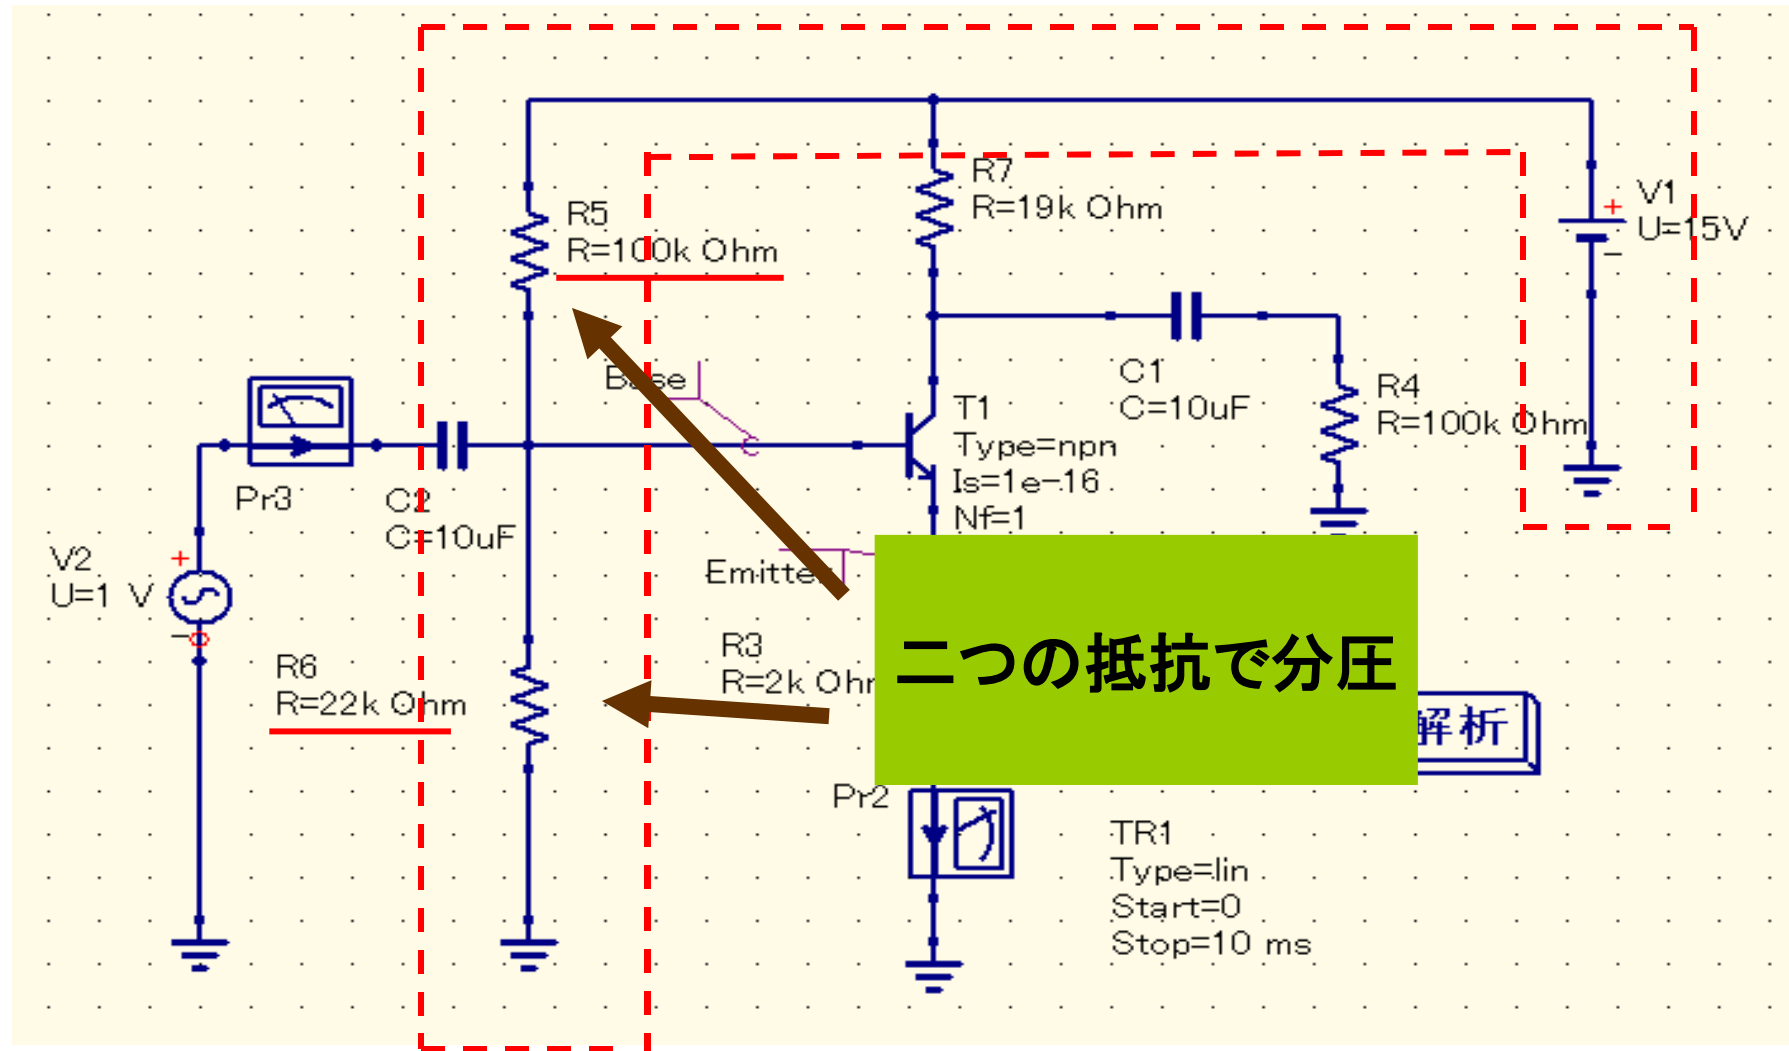 R7
R=19k Ohm
V1
U=15V
R5
R=100k Ohm
Base
C1
C=10uF
R4
R=100k Ohm
T1
Type=npn
Is=1e-16
Nf=1
Pr3
C2
C=10uF
V2
U=1 V
Emitter
R3
R=2k Ohm
R6
R=22k Ohm
二つの抵抗で分圧
解析
Pr2
TR1
Type=lin
Start=0
Stop=10 ms